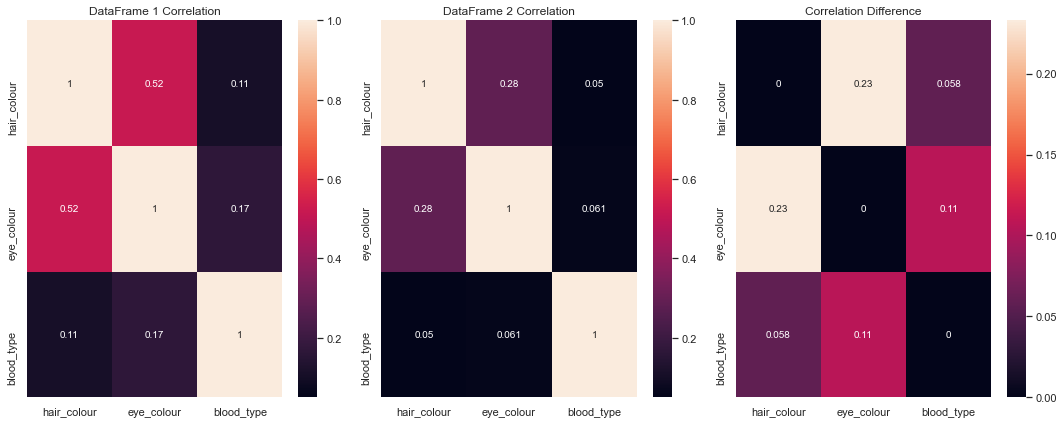 DataFrame 1 Correlation
hair_colour
eye_colour
blood_type
1 0.52 0.11
0.52 1 0.17
0.11 0.17 1
hair_colour eye_colour blood_type
1.0
0.8
0.6
0.4
0.2
DataFrame 2 Correlation
hair_colour
eye_colour
blood_type
1 0.28 0.05
0.28 1 0.061
0.05 0.061 1
hair_colour eye_colour blood_type
1.0
0.8
0.6
0.4
0.2
Correlation Difference
hair_colour
eye_colour
blood_type
0 0.23 0.058
0.23 0 0.11
0.058 0.11 0
hair_colour eye_colour blood_type
0.20
0.15
0.10
0.05
0.00